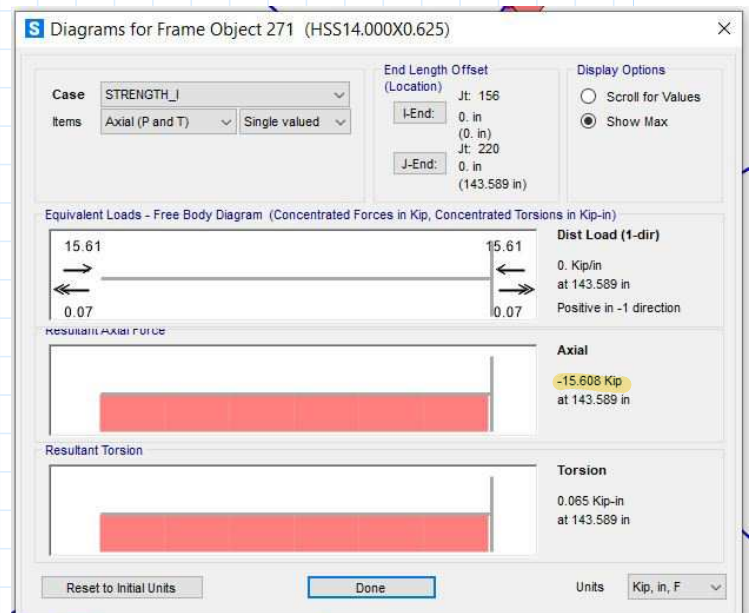 S Diagrams for Frame Object 271 (HSS14.000X0.625)
Case STRENGTH_I
Items Axial (P and T) Single valued
End Length Offset
(Location)
Jt: 156
I-End: 0. in
(0. in)
Jt: 220
J-End: 0. in
(143.589 in)
Display Options
Scroll for Values
Show Max
Equivalent Loads - Free Body Diagram (Concentrated Forces in Kip, Concentrated Torsions in Kip-in)
15.61 15.61
0.07 0.07
Dist Load (1-dir)
0. Kip/in
at 143.589 in
Positive in -1 direction
Resultant Axial Force
Axial
-15.608 Kip
at 143.589 in
Resultant Torsion
Torsion
0.065 Kip-in
at 143.589 in
Reset to Initial Units Done Units Kip, in, F